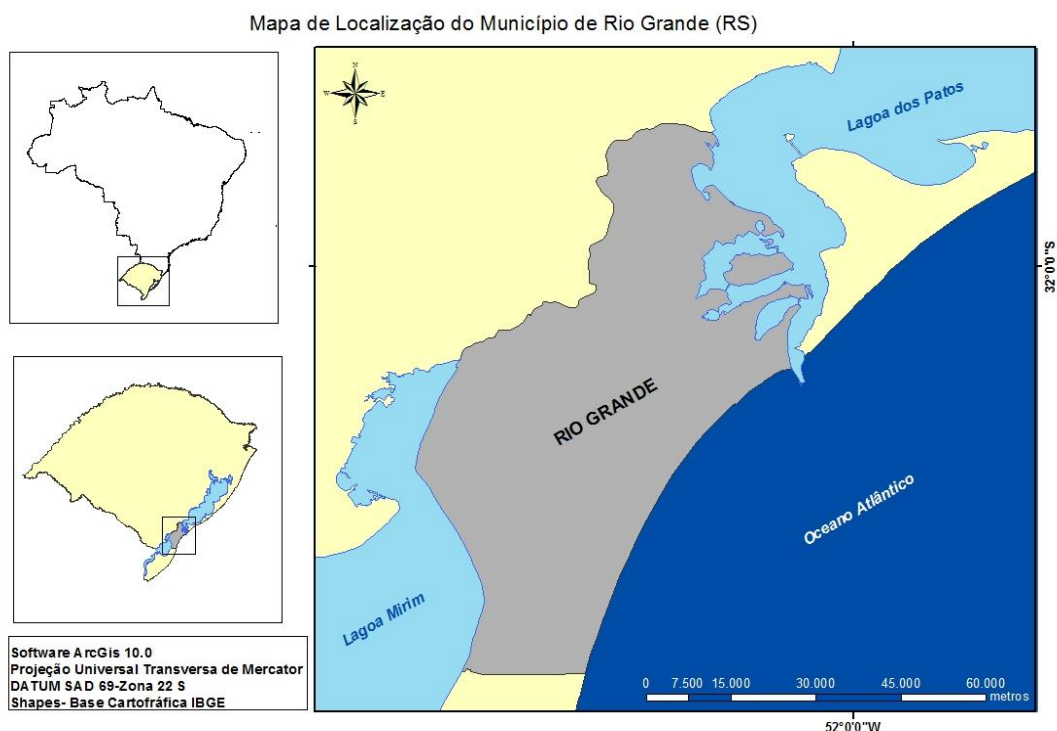 Mapa de Localização do Município de Rio Grande (RS)
N
W E
S
Lagoa dos Patos
32°0'0"S
RIO GRANDE
Oceano Atlântico
Lagoa Mirim
Software ArcGis 10.0
Projeção Universal Transversa de Mercator
DATUM SAD 69-Zona 22 S
Shapes- Base Cartofráfica IBGE
0 7.500 15.000 30.000 45.000 60.000
metros
52°0'0"W